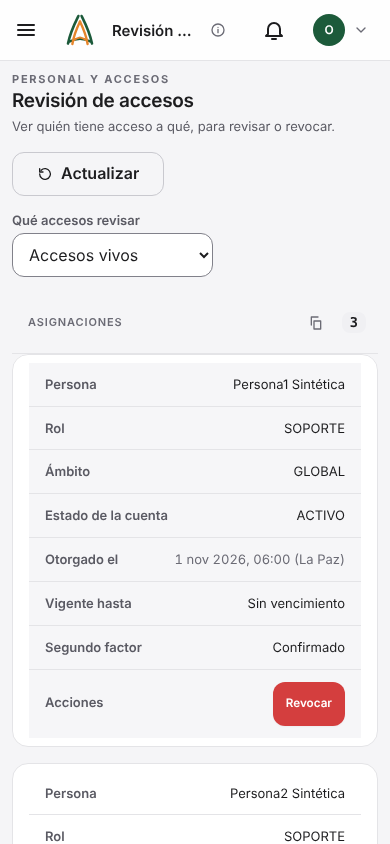 Revisión ...
O
PERSONAL Y ACCESOS
Revisión de accesos
Ver quién tiene acceso a qué, para revisar o revocar.
Actualizar
Qué accesos revisar
Accesos vivos
ASIGNACIONES 3
Persona Persona1 Sintética
Rol SOPORTE
Ámbito GLOBAL
Estado de la cuenta ACTIVO
Otorgado el 1 nov 2026, 06:00 (La Paz)
Vigente hasta Sin vencimiento
Segundo factor Confirmado
Acciones Revocar
Persona Persona2 Sintética
Rol SOPORTE